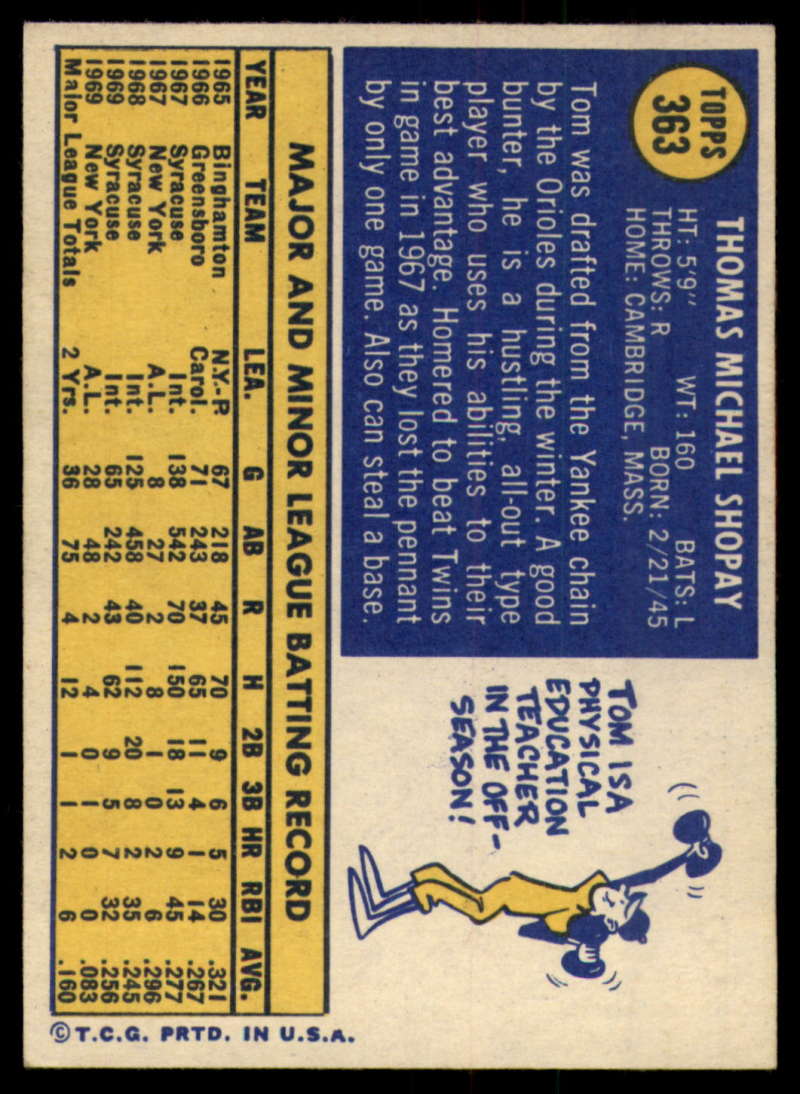 TOPPS
363
THOMAS MICHAEL SHOPAY
HT: 5'9" WT: 160 BATS: L
THROWS: R BORN: 2/21/45
HOME: CAMBRIDGE, MASS.
Tom was drafted from the Yankee chain
by the Orioles during the winter. A good
bunter, he is a hustling, all-out type
player who uses his abilities to their
best advantage. Homered to beat Twins
in game in 1967 as they lost the pennant
by only one game. Also can steal a base.
TOM IS A
PHYSICAL
EDUCATION
TEACHER
IN THE OFF-
SEASON!
MAJOR AND MINOR LEAGUE BATTING RECORD
YEAR TEAM LEA. G AB R H 2B 3B HR RBI AVG.
1965 Binghamton N.Y.-P. 67 218 45 70 9 6 5 30 .321
1966 Greensboro Carol. 71 243 37 65 11 4 1 14 .267
1967 Syracuse Int. 138 542 70 150 18 13 9 45 .277
1967 New York A.L. 8 27 2 8 1 0 2 6 .296
1968 Syracuse Int. 125 458 40 112 20 8 2 35 .245
1969 Syracuse Int. 65 242 43 62 9 5 7 32 .256
1969 New York A.L. 28 48 2 4 0 1 0 0 .083
Major League Totals 2 Yrs. 36 75 4 12 1 1 2 6 .160
© T.C.G. PRTD. IN U.S.A.